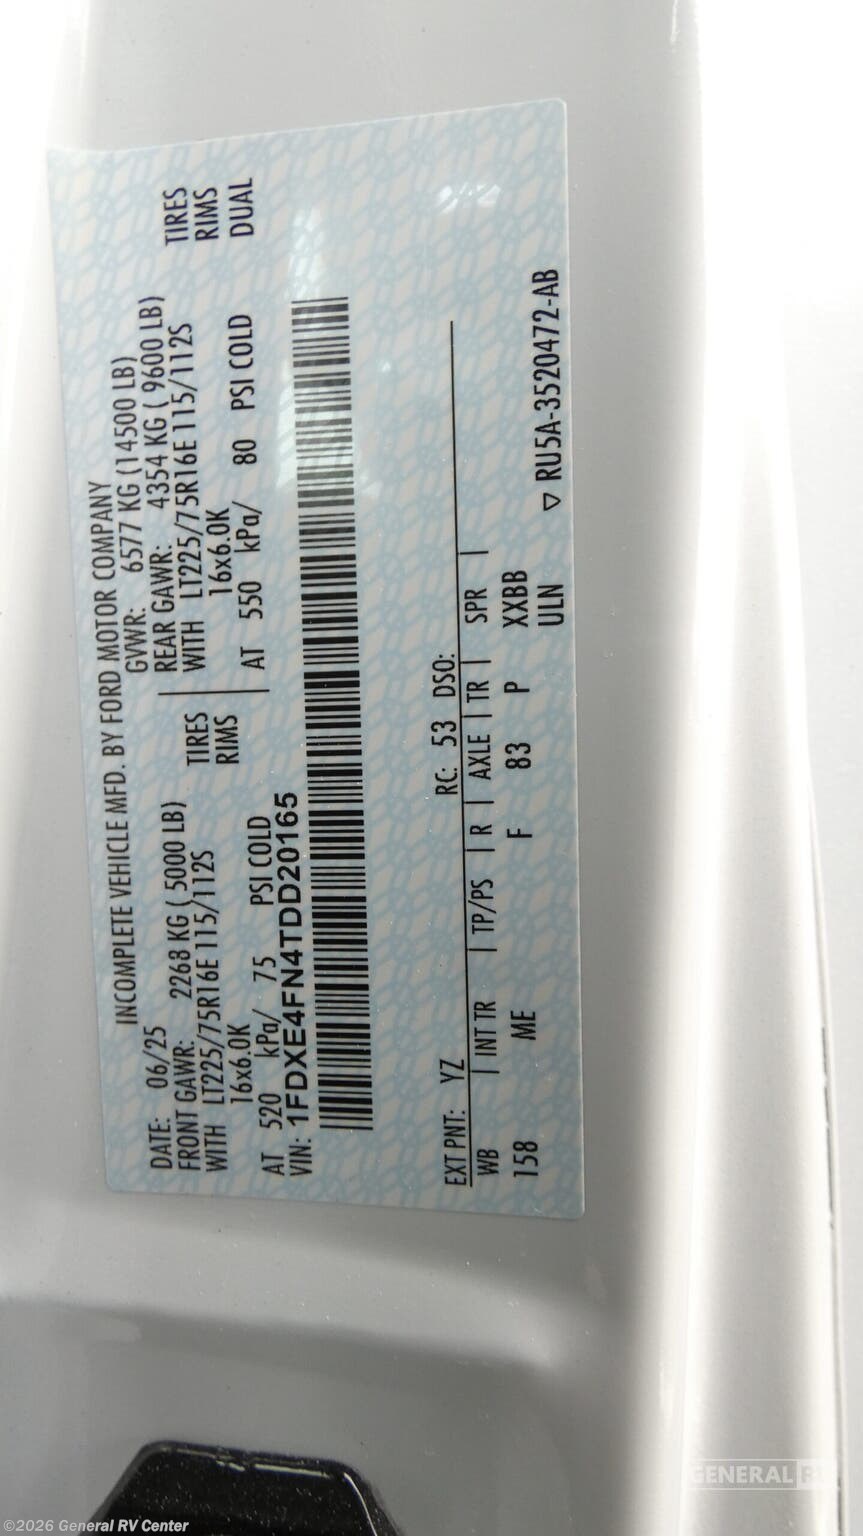 INCOMPLETE VEHICLE MFD. BY FORD MOTOR COMPANY
DATE: 06/25 GVWR: 6577 KG (14500 LB)
FRONT GAWR: 2268 KG ( 5000 LB) REAR GAWR: 4354 KG ( 9600 LB)
WITH LT225/75R16E 115/112S TIRES WITH LT225/75R16E 115/112S TIRES
16x6.0K RIMS 16x6.0K RIMS
AT 520 kPa/ 75 PSI COLD AT 550 kPa/ 80 PSI COLD DUAL
VIN: 1FDXE4FN4TDD20165
EXT PNT: YZ RC: 53 DSO:
WB | INT TR | TP/PS | R | AXLE | TR | SPR |
158 ME F 83 P XXBB
ULN
▽ RU5A-3520472-AB
GENERAL RV
©2026 General RV Center